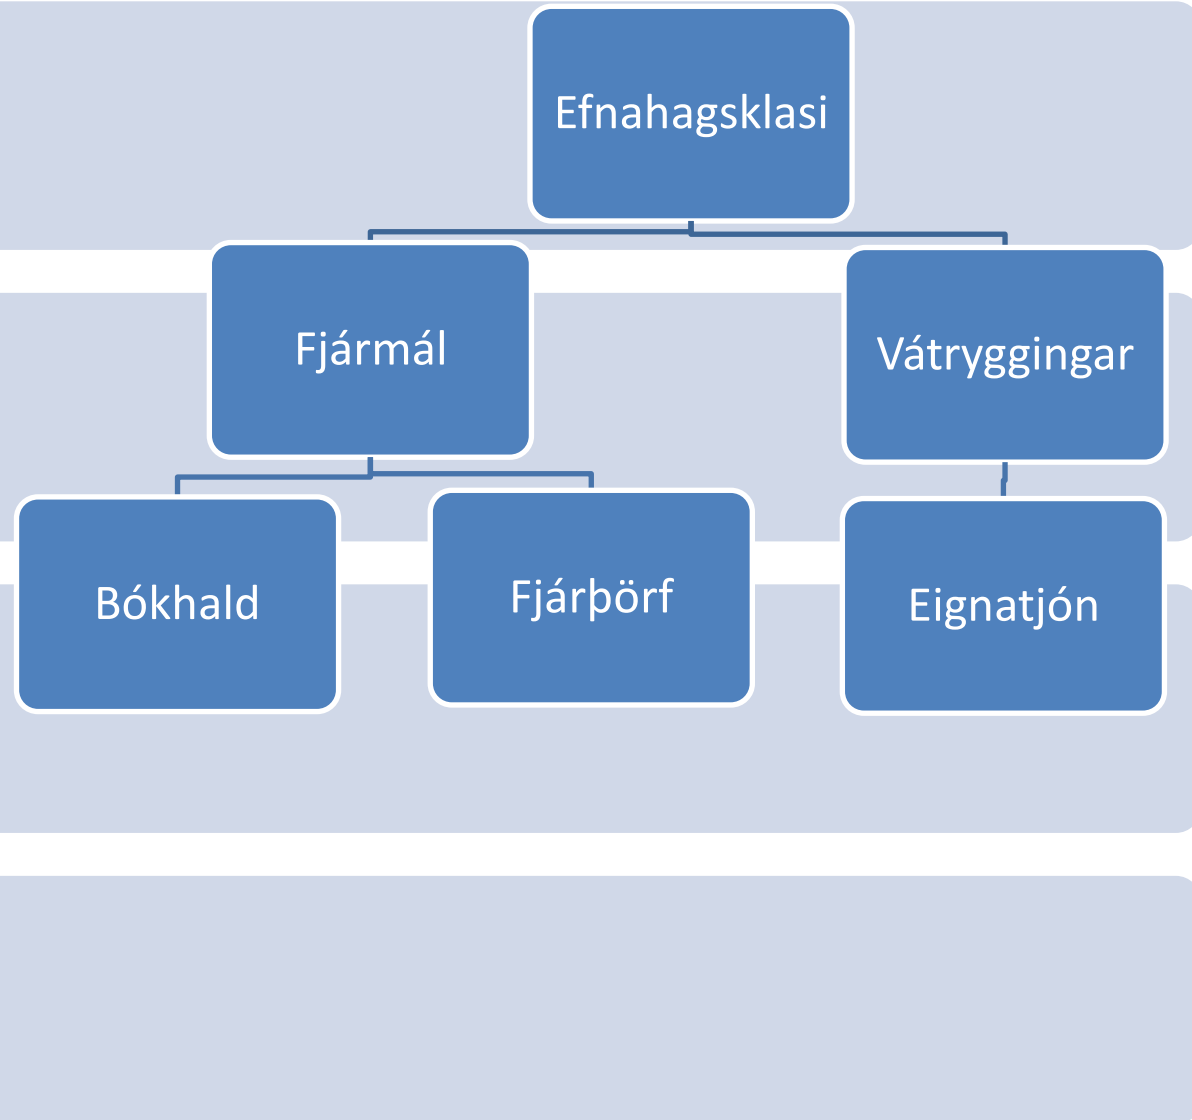 Efnahagsklasi
Fjármál
Vátryggingar
Bókhald
Fjárþörf
Eignatjón